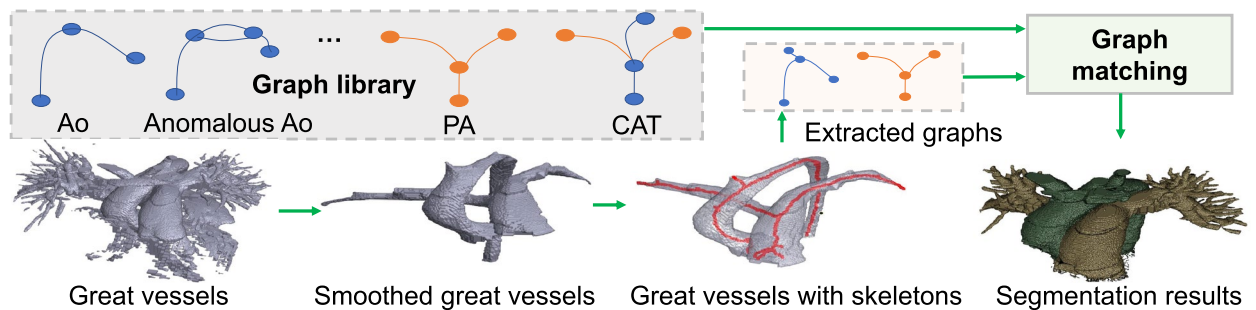 ...
Graph library
Ao
Anomalous Ao
PA
CAT
Graph
matching
Extracted graphs
Great vessels
Smoothed great vessels
Great vessels with skeletons
Segmentation results